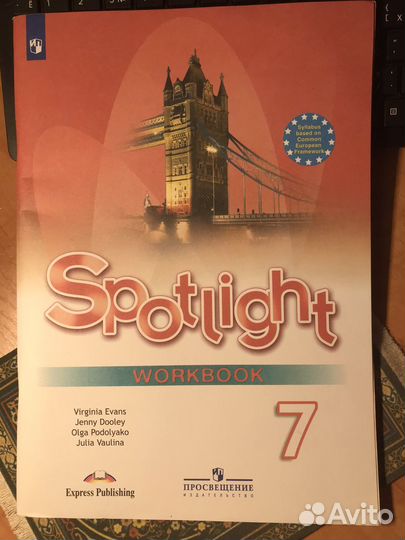 Syllabus
based on
Common
European
Framework
Spotlight
WORKBOOK
Virginia Evans
Jenny Dooley
Olga Podolyako
Julia Vaulina
7
Express Publishing
ПРОСВЕЩЕНИЕ
ИЗДАТЕЛЬСТВО
Avito